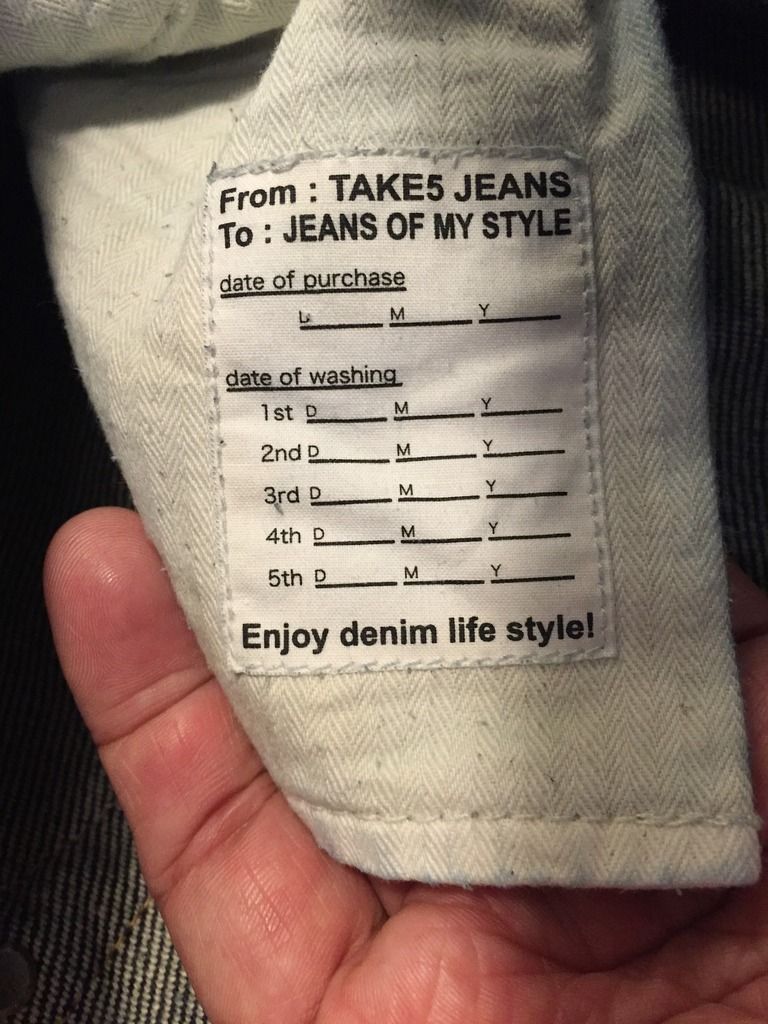 From : TAKE5 JEANS
To : JEANS OF MY STYLE
date of purchase
D M Y
date of washing
1st D M Y
2nd D M Y
3rd D M Y
4th D M Y
5th D M Y
Enjoy denim life style!